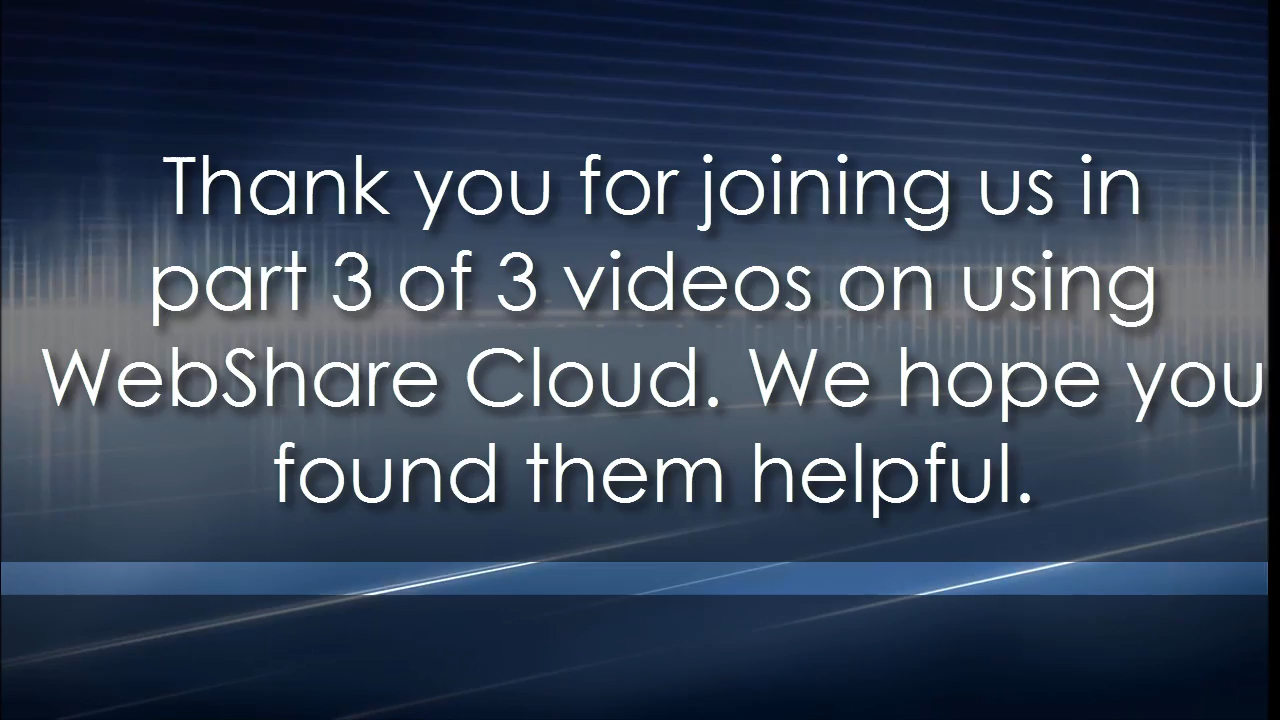 Thank you for joining us in
part 3 of 3 videos on using
WebShare Cloud. We hope you
found them helpful.